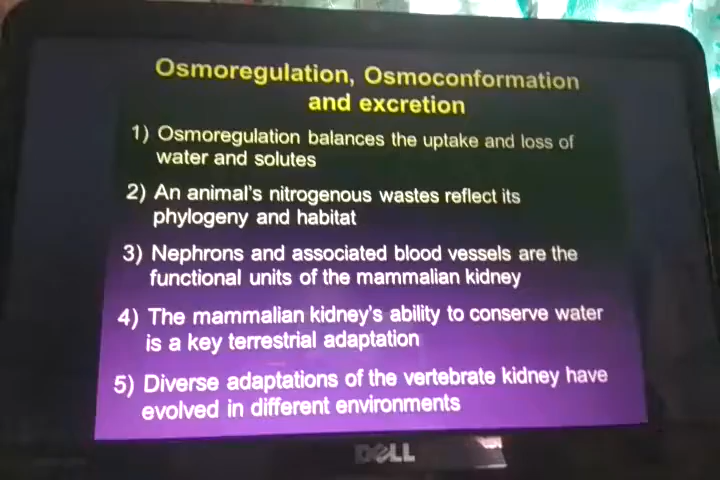 Osmoregulation, Osmoconformation
and excretion
1) Osmoregulation balances the uptake and loss of
water and solutes
2) An animal's nitrogenous wastes reflect its
phylogeny and habitat
3) Nephrons and associated blood vessels are the
functional units of the mammalian kidney
4) The mammalian kidney's ability to conserve water
is a key terrestrial adaptation
5) Diverse adaptations of the vertebrate kidney have
evolved in different environments
DELL